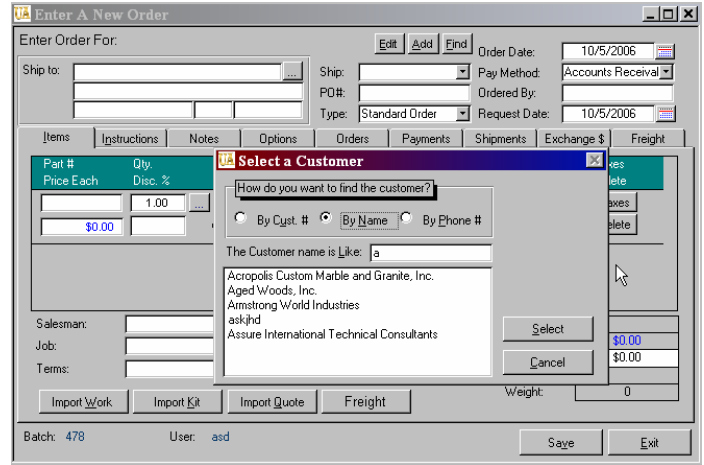 Enter A New Order
Enter Order For:
Edit Add Find
Order Date: 10/5/2006
Ship to: ...
Ship:
Pay Method: Accounts Receival
PO#:
Ordered By:
Type: Standard Order
Request Date: 10/5/2006
Items Instructions Notes Options Orders Payments Shipments Exchange $ Freight
Part # Qty.
Price Each Disc. %
1.00 ...
$0.00
Select a Customer
How do you want to find the customer?
By Cust. # By Name By Phone #
The Customer name is Like: a
Acropolis Custom Marble and Granite, Inc.
Aged Woods, Inc.
Armstrong World Industries
askjhd
Assure International Technical Consultants
Select
Cancel
xes
lete
axes
elete
Salesman:
Job:
Terms:
$0.00
$0.00
Weight: 0
Import Work Import Kit Import Quote Freight
Batch: 478 User: asd
Save Exit